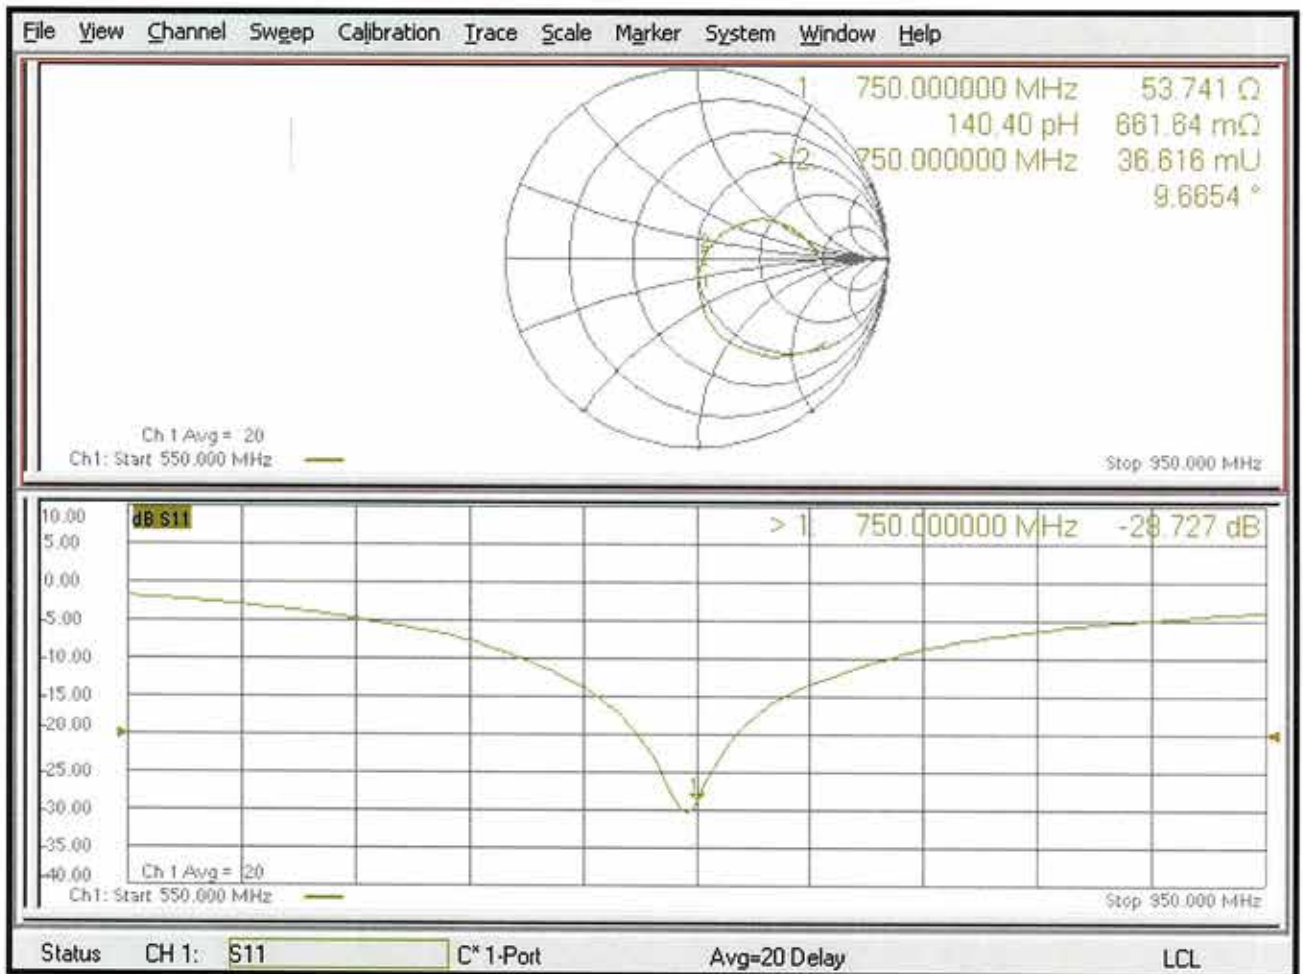 File View Channel Sweep Calibration Trace Scale Marker System Window Help
1 750.000000 MHz 53.741 Ω
140.40 pH 661.64 mΩ
> 2 750.000000 MHz 36.616 mU
9.6654 °
Ch 1 Avg = 20
Ch1: Start 550.000 MHz
Stop 950.000 MHz
10.00
dB S11
> 1 750.000000 MHz -28.727 dB
5.00
0.00
-5.00
-10.00
-15.00
-20.00
-25.00
1
-30.00
-35.00
-40.00
Ch 1 Avg = 20
Ch1: Start 550.000 MHz
Stop 950.000 MHz
Status CH 1: S11 C* 1-Port Avg=20 Delay LCL